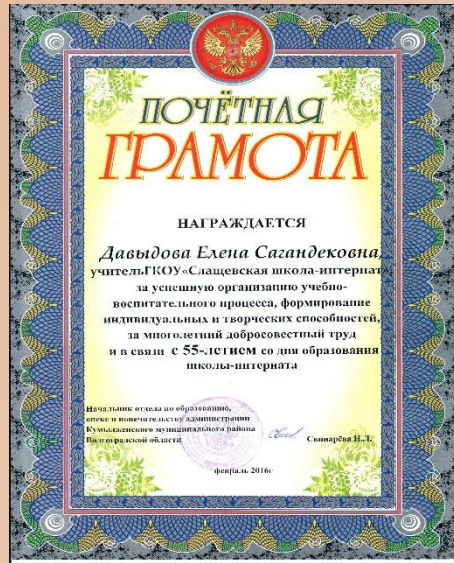 ПОЧЁТНАЯ
ГРАМОТА
НАГРАЖДАЕТСЯ
Давыдова Елена Сагандековна,
учитель ГКОУ «Слащевская школа-интернат
за успешную организацию учебно-
воспитательного процесса, формирование
индивидуальных и творческих способностей,
за многолетний добросовестный труд
и в связи с 55-летием со дня образования
школы-интерната
Начальник отдела по образованию,
опеке и попечительству администрации
Кумылженского муниципального района
Волгоградской области
Свинарёва Н.Л.
февраль 2016г